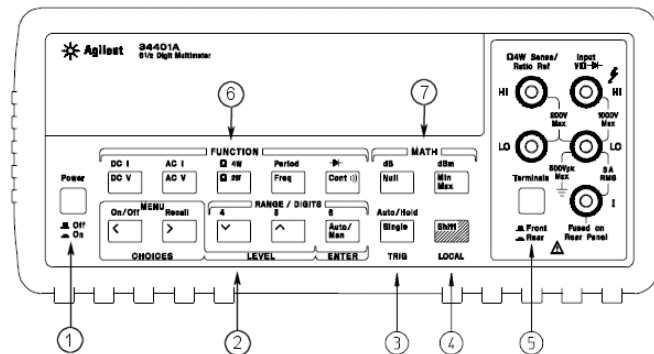 Agilent
34401A
6½ Digit Multimeter
Ω4W Sense/
Ratio Ref
Input
VΩ
HI
HI
200V
Max
1000V
Max
LO
LO
500Vpk
Max
3A
RMS
Terminals
I
Front
Rear
Fused on
Rear Panel
6
7
FUNCTION
MATH
DC I
AC I
Ω 4W
Period
dB
dBm
Power
DC V
AC V
Ω 2W
Freq
Cont
Null
Min
Max
MENU
RANGE / DIGITS
On/Off
Recall
4
5
6
Auto/Hold
Off
On
<
>
Auto/
Man
Single
Shift
CHOICES
LEVEL
ENTER
TRIG
LOCAL
1
2
3
4
5